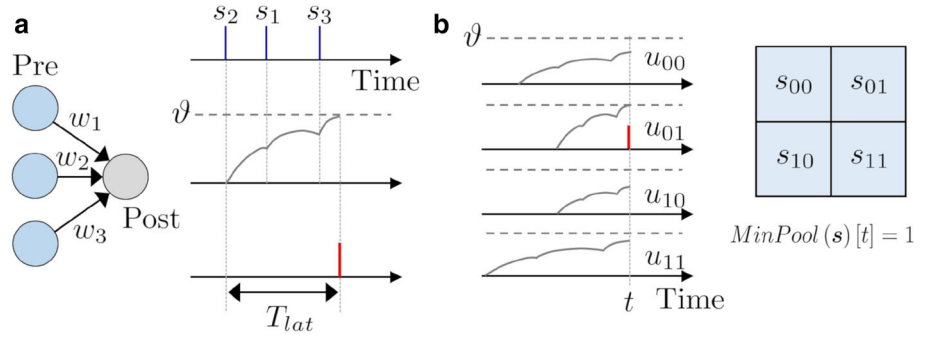 a
s₂ s₁ s₃
Time
Pre
ϑ
w₁
w₂
w₃
Post
T_lat
b
ϑ
u₀₀
u₀₁
u₁₀
u₁₁
t Time
s₀₀ s₀₁
s₁₀ s₁₁
MinPool (s) [t] = 1